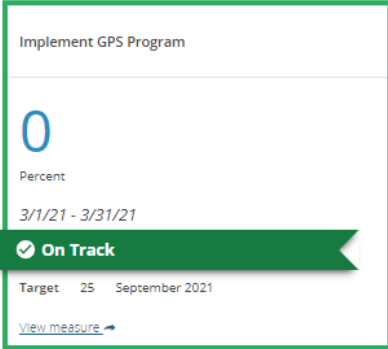 Implement GPS Program
0
Percent
3/1/21 - 3/31/21
On Track
Target 25 September 2021
View measure